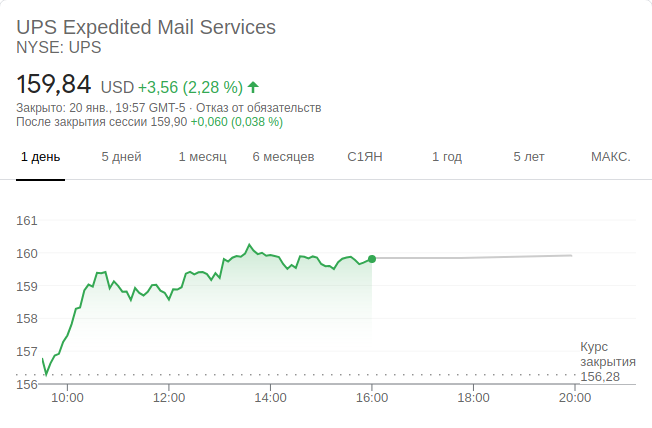 UPS Expedited Mail Services
NYSE: UPS
159,84 USD +3,56 (2,28 %)
Закрыто: 20 янв., 19:57 GMT-5 · Отказ от обязательств
После закрытия сессии 159,90 +0,060 (0,038 %)
1 день 5 дней 1 месяц 6 месяцев С1ЯН 1 год 5 лет МАКС.
161
160
159
158
157
156
Курс
закрытия
156,28
10:00 12:00 14:00 16:00 18:00 20:00